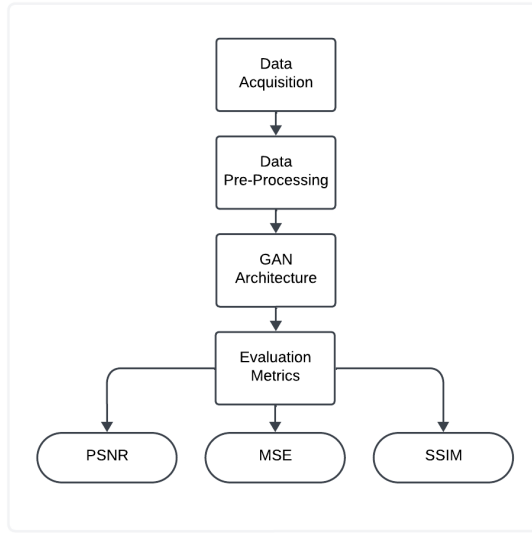 Data
Acquisition
Data
Pre-Processing
GAN
Architecture
Evaluation
Metrics
PSNR
MSE
SSIM